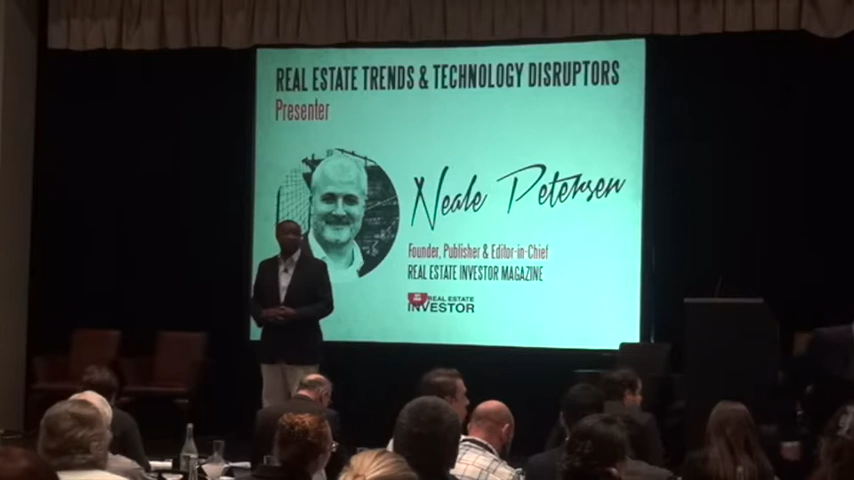 REAL ESTATE TRENDS & TECHNOLOGY DISRUPTORS
Presenter
Neale Petersen
Founder, Publisher & Editor-in-Chief
REAL ESTATE INVESTOR MAGAZINE
REAL ESTATE
INVESTOR